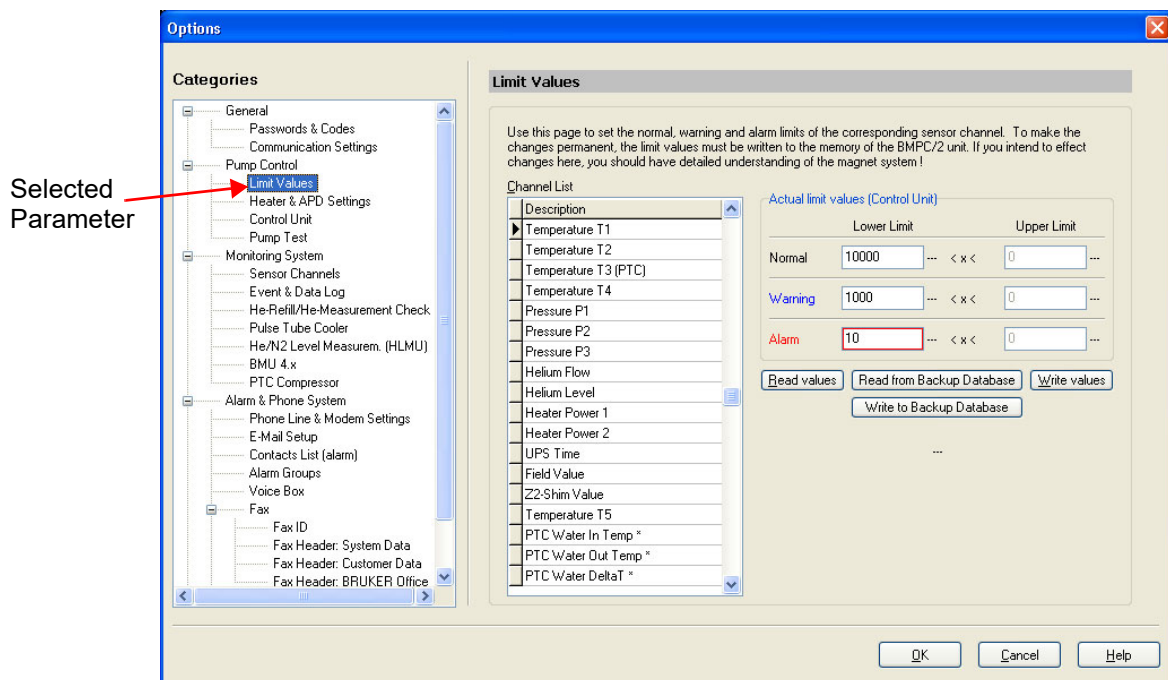 Options
Selected
Parameter
Categories
General
Passwords & Codes
Communication Settings
Pump Control
Limit Values
Heater & APD Settings
Control Unit
Pump Test
Monitoring System
Sensor Channels
Event & Data Log
He-Refill/He-Measurement Check
Pulse Tube Cooler
He/N2 Level Measurem. (HLMU)
BMU 4.x
PTC Compressor
Alarm & Phone System
Phone Line & Modem Settings
E-Mail Setup
Contacts List (alarm)
Alarm Groups
Voice Box
Fax
Fax ID
Fax Header: System Data
Fax Header: Customer Data
Fax Header: BRUKER Office
Limit Values
Use this page to set the normal, warning and alarm limits of the corresponding sensor channel. To make the
changes permanent, the limit values must be written to the memory of the BMPC/2 unit. If you intend to effect
changes here, you should have detailed understanding of the magnet system !
Channel List
Description
Temperature T1
Temperature T2
Temperature T3 (PTC)
Temperature T4
Pressure P1
Pressure P2
Pressure P3
Helium Flow
Helium Level
Heater Power 1
Heater Power 2
UPS Time
Field Value
Z2-Shim Value
Temperature T5
PTC Water In Temp *
PTC Water Out Temp *
PTC Water DeltaT *
Actual limit values (Control Unit)
Lower Limit Upper Limit
Normal 10000 --- < x < 0 ---
Warning 1000 --- < x < 0 ---
Alarm 10 --- < x < 0 ---
Read values Read from Backup Database Write values
Write to Backup Database
---
OK Cancel Help